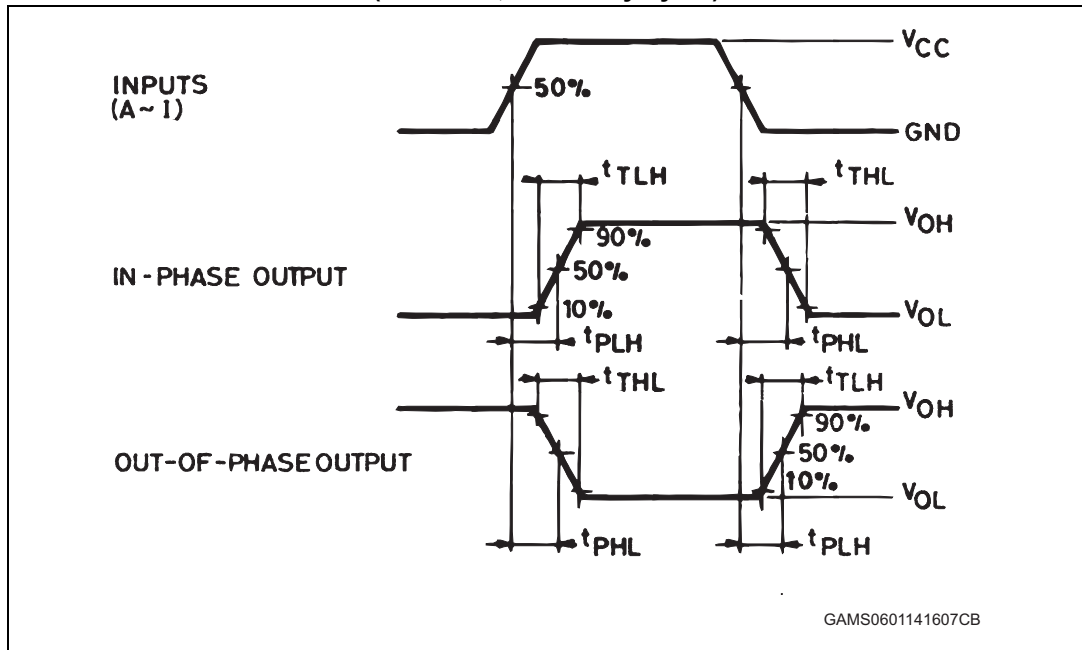 VCC
INPUTS
(A~I)
50%
GND
tTLH
tTHL
VOH
90%
IN-PHASE OUTPUT
50%
10%
VOL
tPLH
tPHL
tTHL
tTLH
VOH
90%
OUT-OF-PHASE OUTPUT
50%
10%
VOL
tPHL
tPLH
GAMS0601141607CB